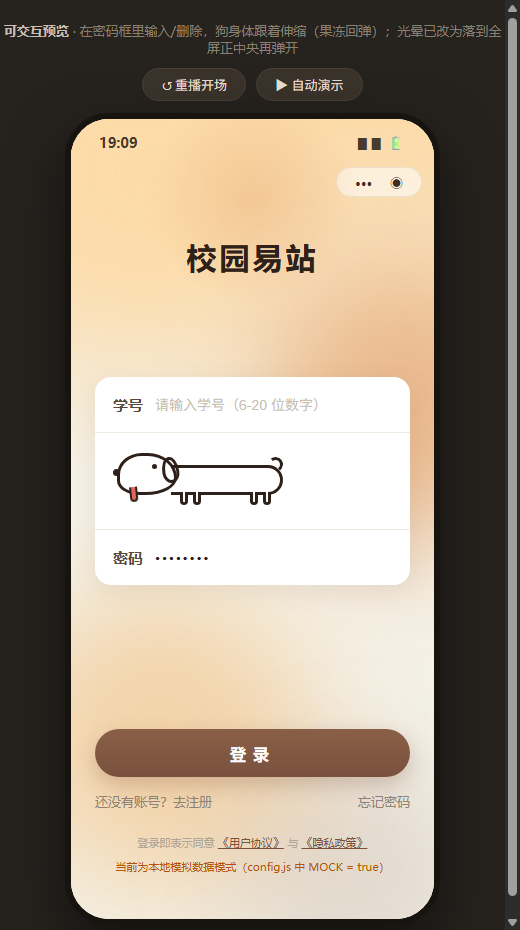 可交互预览 · 在密码框里输入/删除，狗身体跟着伸缩（果冻回弹）；光晕已改为落到全
屏正中央再弹开
↺ 重播开场 ▶ 自动演示
19:09
校园易站
学号 请输入学号（6-20 位数字）
密码 ••••••••
登 录
还没有账号？去注册 忘记密码
登录即表示同意 《用户协议》 与 《隐私政策》
当前为本地模拟数据模式（config.js 中 MOCK = true）